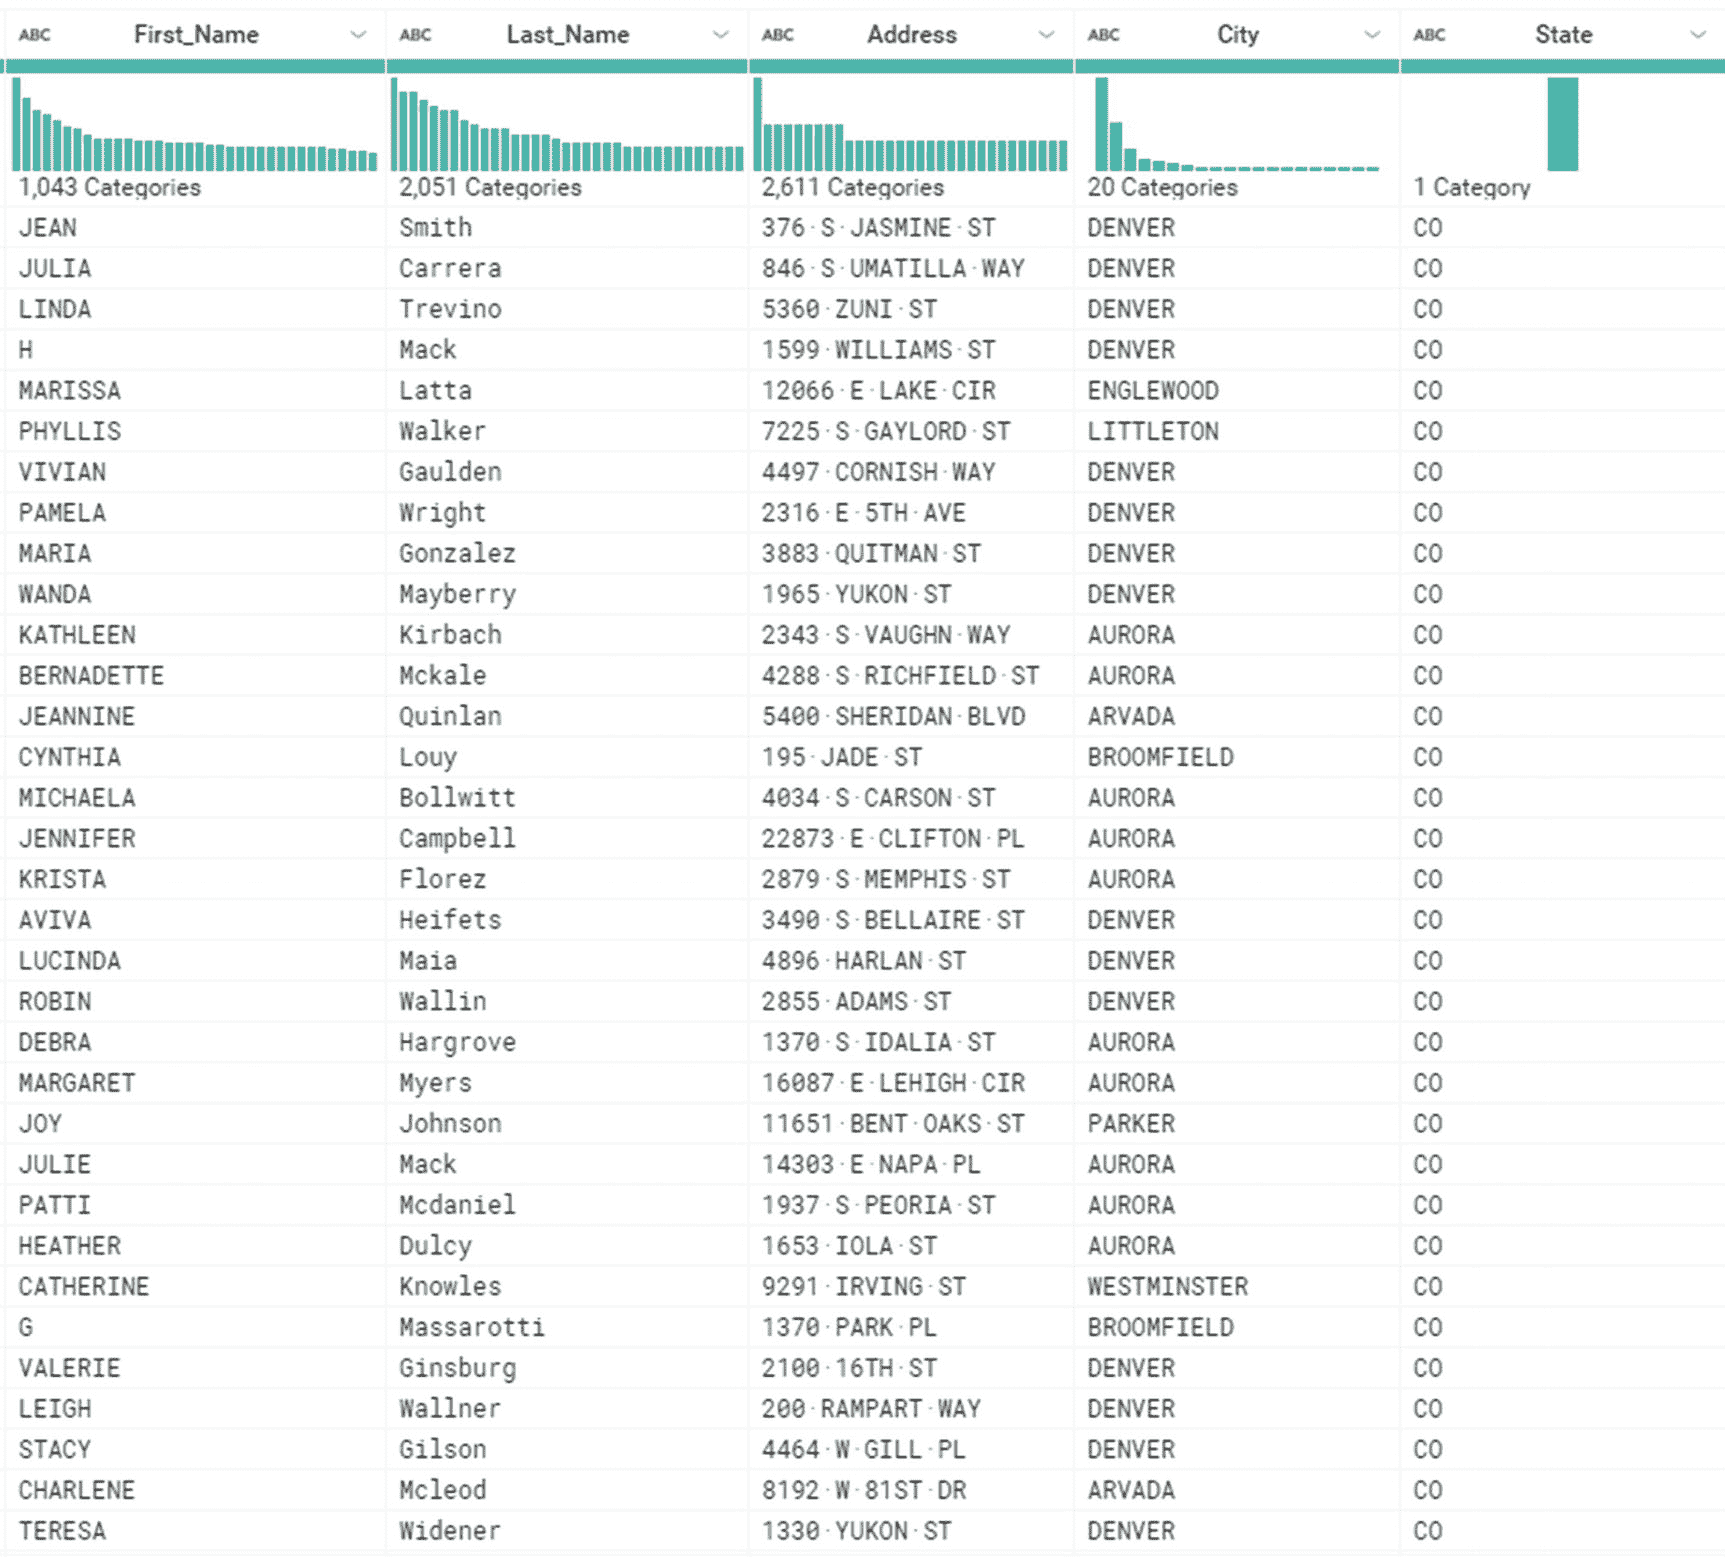 ABC First_Name ABC Last_Name ABC Address ABC City ABC State
1,043 Categories 2,051 Categories 2,611 Categories 20 Categories 1 Category
JEAN Smith 376·S·JASMINE·ST DENVER CO
JULIA Carrera 846·S·UMATILLA·WAY DENVER CO
LINDA Trevino 5360·ZUNI·ST DENVER CO
H Mack 1599·WILLIAMS·ST DENVER CO
MARISSA Latta 12066·E·LAKE·CIR ENGLEWOOD CO
PHYLLIS Walker 7225·S·GAYLORD·ST LITTLETON CO
VIVIAN Gaulden 4497·CORNISH·WAY DENVER CO
PAMELA Wright 2316·E·5TH·AVE DENVER CO
MARIA Gonzalez 3883·QUITMAN·ST DENVER CO
WANDA Mayberry 1965·YUKON·ST DENVER CO
KATHLEEN Kirbach 2343·S·VAUGHN·WAY AURORA CO
BERNADETTE Mckale 4288·S·RICHFIELD·ST AURORA CO
JEANNINE Quinlan 5400·SHERIDAN·BLVD ARVADA CO
CYNTHIA Louy 195·JADE·ST BROOMFIELD CO
MICHAELA Bollwitt 4034·S·CARSON·ST AURORA CO
JENNIFER Campbell 22873·E·CLIFTON·PL AURORA CO
KRISTA Florez 2879·S·MEMPHIS·ST AURORA CO
AVIVA Heifets 3490·S·BELLAIRE·ST DENVER CO
LUCINDA Maia 4896·HARLAN·ST DENVER CO
ROBIN Wallin 2855·ADAMS·ST DENVER CO
DEBRA Hargrove 1370·S·IDALIA·ST AURORA CO
MARGARET Myers 16087·E·LEHIGH·CIR AURORA CO
JOY Johnson 11651·BENT·OAKS·ST PARKER CO
JULIE Mack 14303·E·NAPA·PL AURORA CO
PATTI Mcdaniel 1937·S·PEORIA·ST AURORA CO
HEATHER Dulcy 1653·IOLA·ST AURORA CO
CATHERINE Knowles 9291·IRVING·ST WESTMINSTER CO
G Massarotti 1370·PARK·PL BROOMFIELD CO
VALERIE Ginsburg 2100·16TH·ST DENVER CO
LEIGH Wallner 200·RAMPART·WAY DENVER CO
STACY Gilson 4464·W·GILL·PL DENVER CO
CHARLENE Mcleod 8192·W·81ST·DR ARVADA CO
TERESA Widener 1330·YUKON·ST DENVER CO